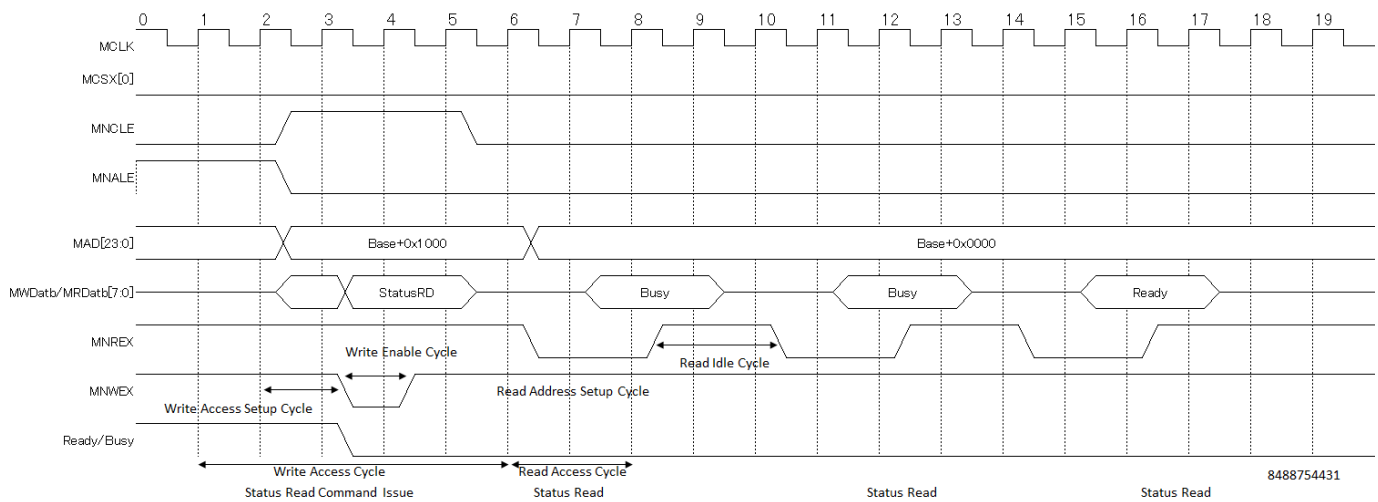 0 1 2 3 4 5 6 7 8 9 10 11 12 13 14 15 16 17 18 19
MCLK
MCSX[0]
MNCLE
MNALE
MAD[23:0] Base+0x1000 Base+0x0000
MWDatb/MRDatb[7:0] StatusRD Busy Busy Ready
MNREX
Write Enable Cycle Read Idle Cycle
MNWEX Read Address Setup Cycle
Write Access Setup Cycle
Ready/Busy
Write Access Cycle Read Access Cycle 8488754431
Status Read Command Issue Status Read Status Read Status Read